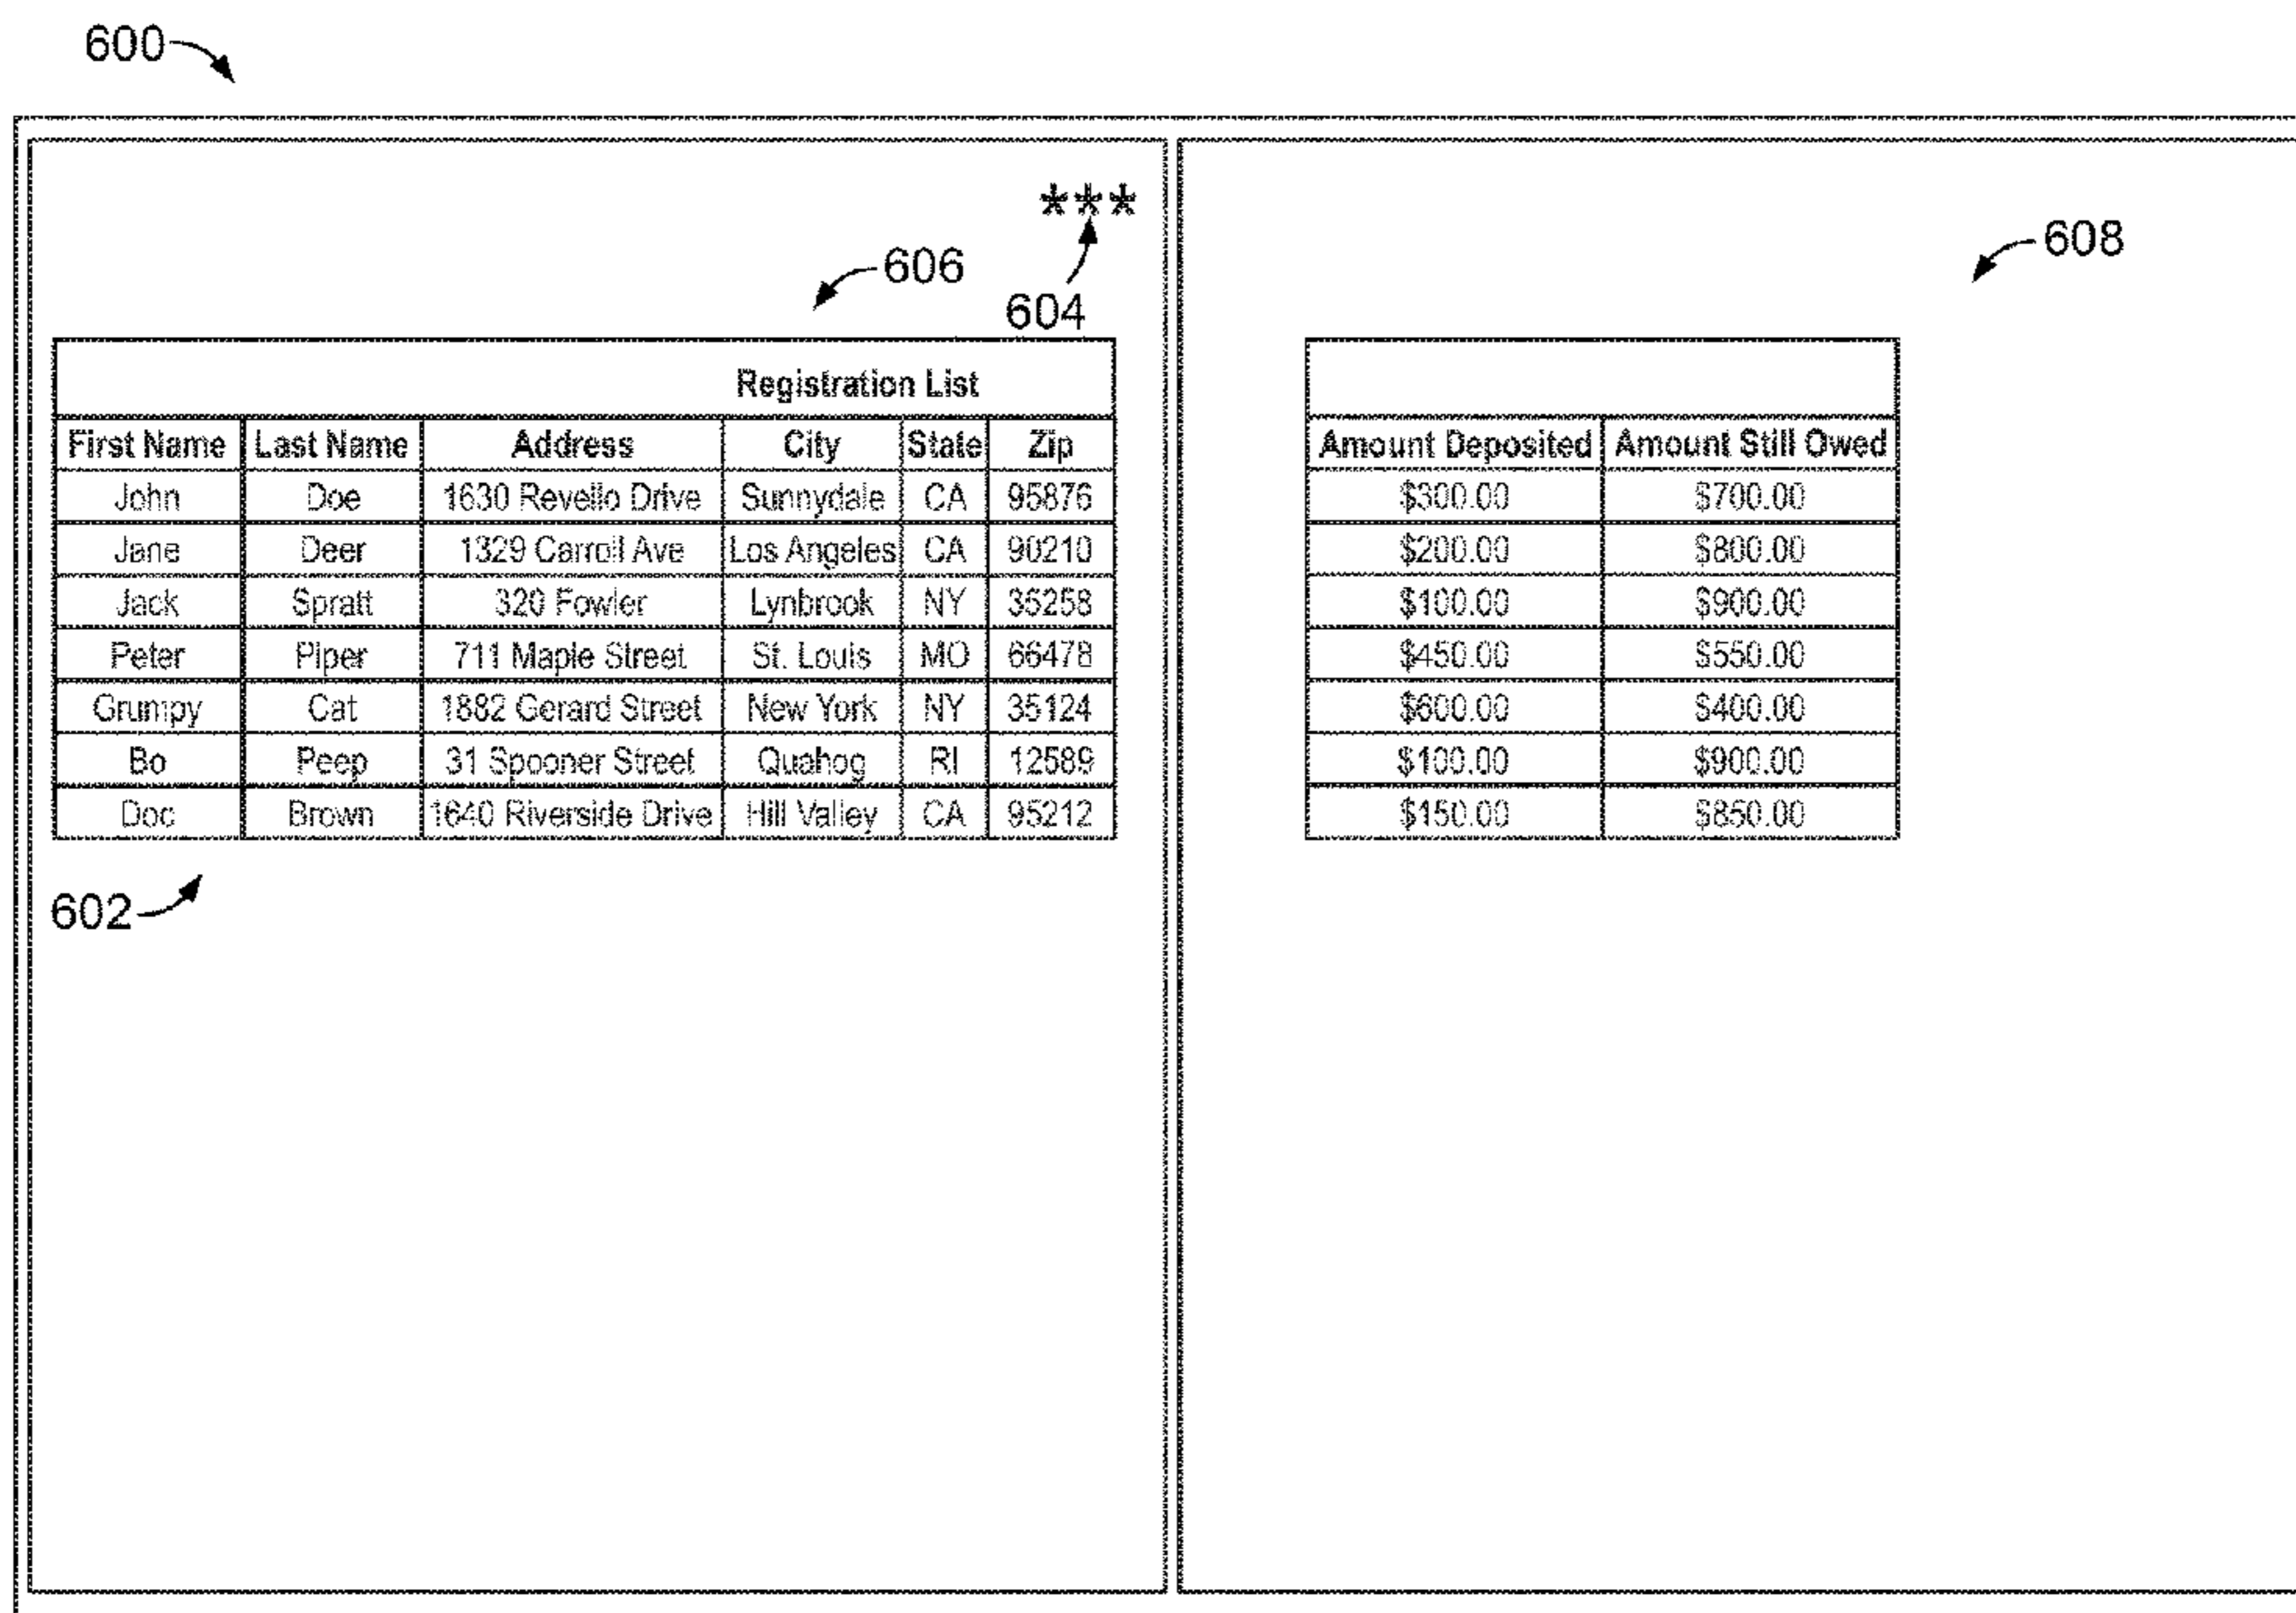 600
***
608
606
604
Registration List
First Name Last Name Address City State Zip Amount Deposited Amount Still Owed
John Doe 1630 Revello Drive Sunnydale CA 95876 $300.00 $700.00
Jane Deer 1329 Carroll Ave Los Angeles CA 90210 $200.00 $800.00
Jack Spratt 320 Fowler Lynbrook NY 35258 $100.00 $900.00
Peter Piper 711 Maple Street St. Louis MO 66478 $450.00 $550.00
Grumpy Cat 1882 Gerard Street New York NY 35124 $600.00 $400.00
Bo Peep 31 Spooner Street Quahog RI 12589 $100.00 $900.00
Doc Brown 1640 Riverside Drive Hill Valley CA 95212 $150.00 $850.00
602